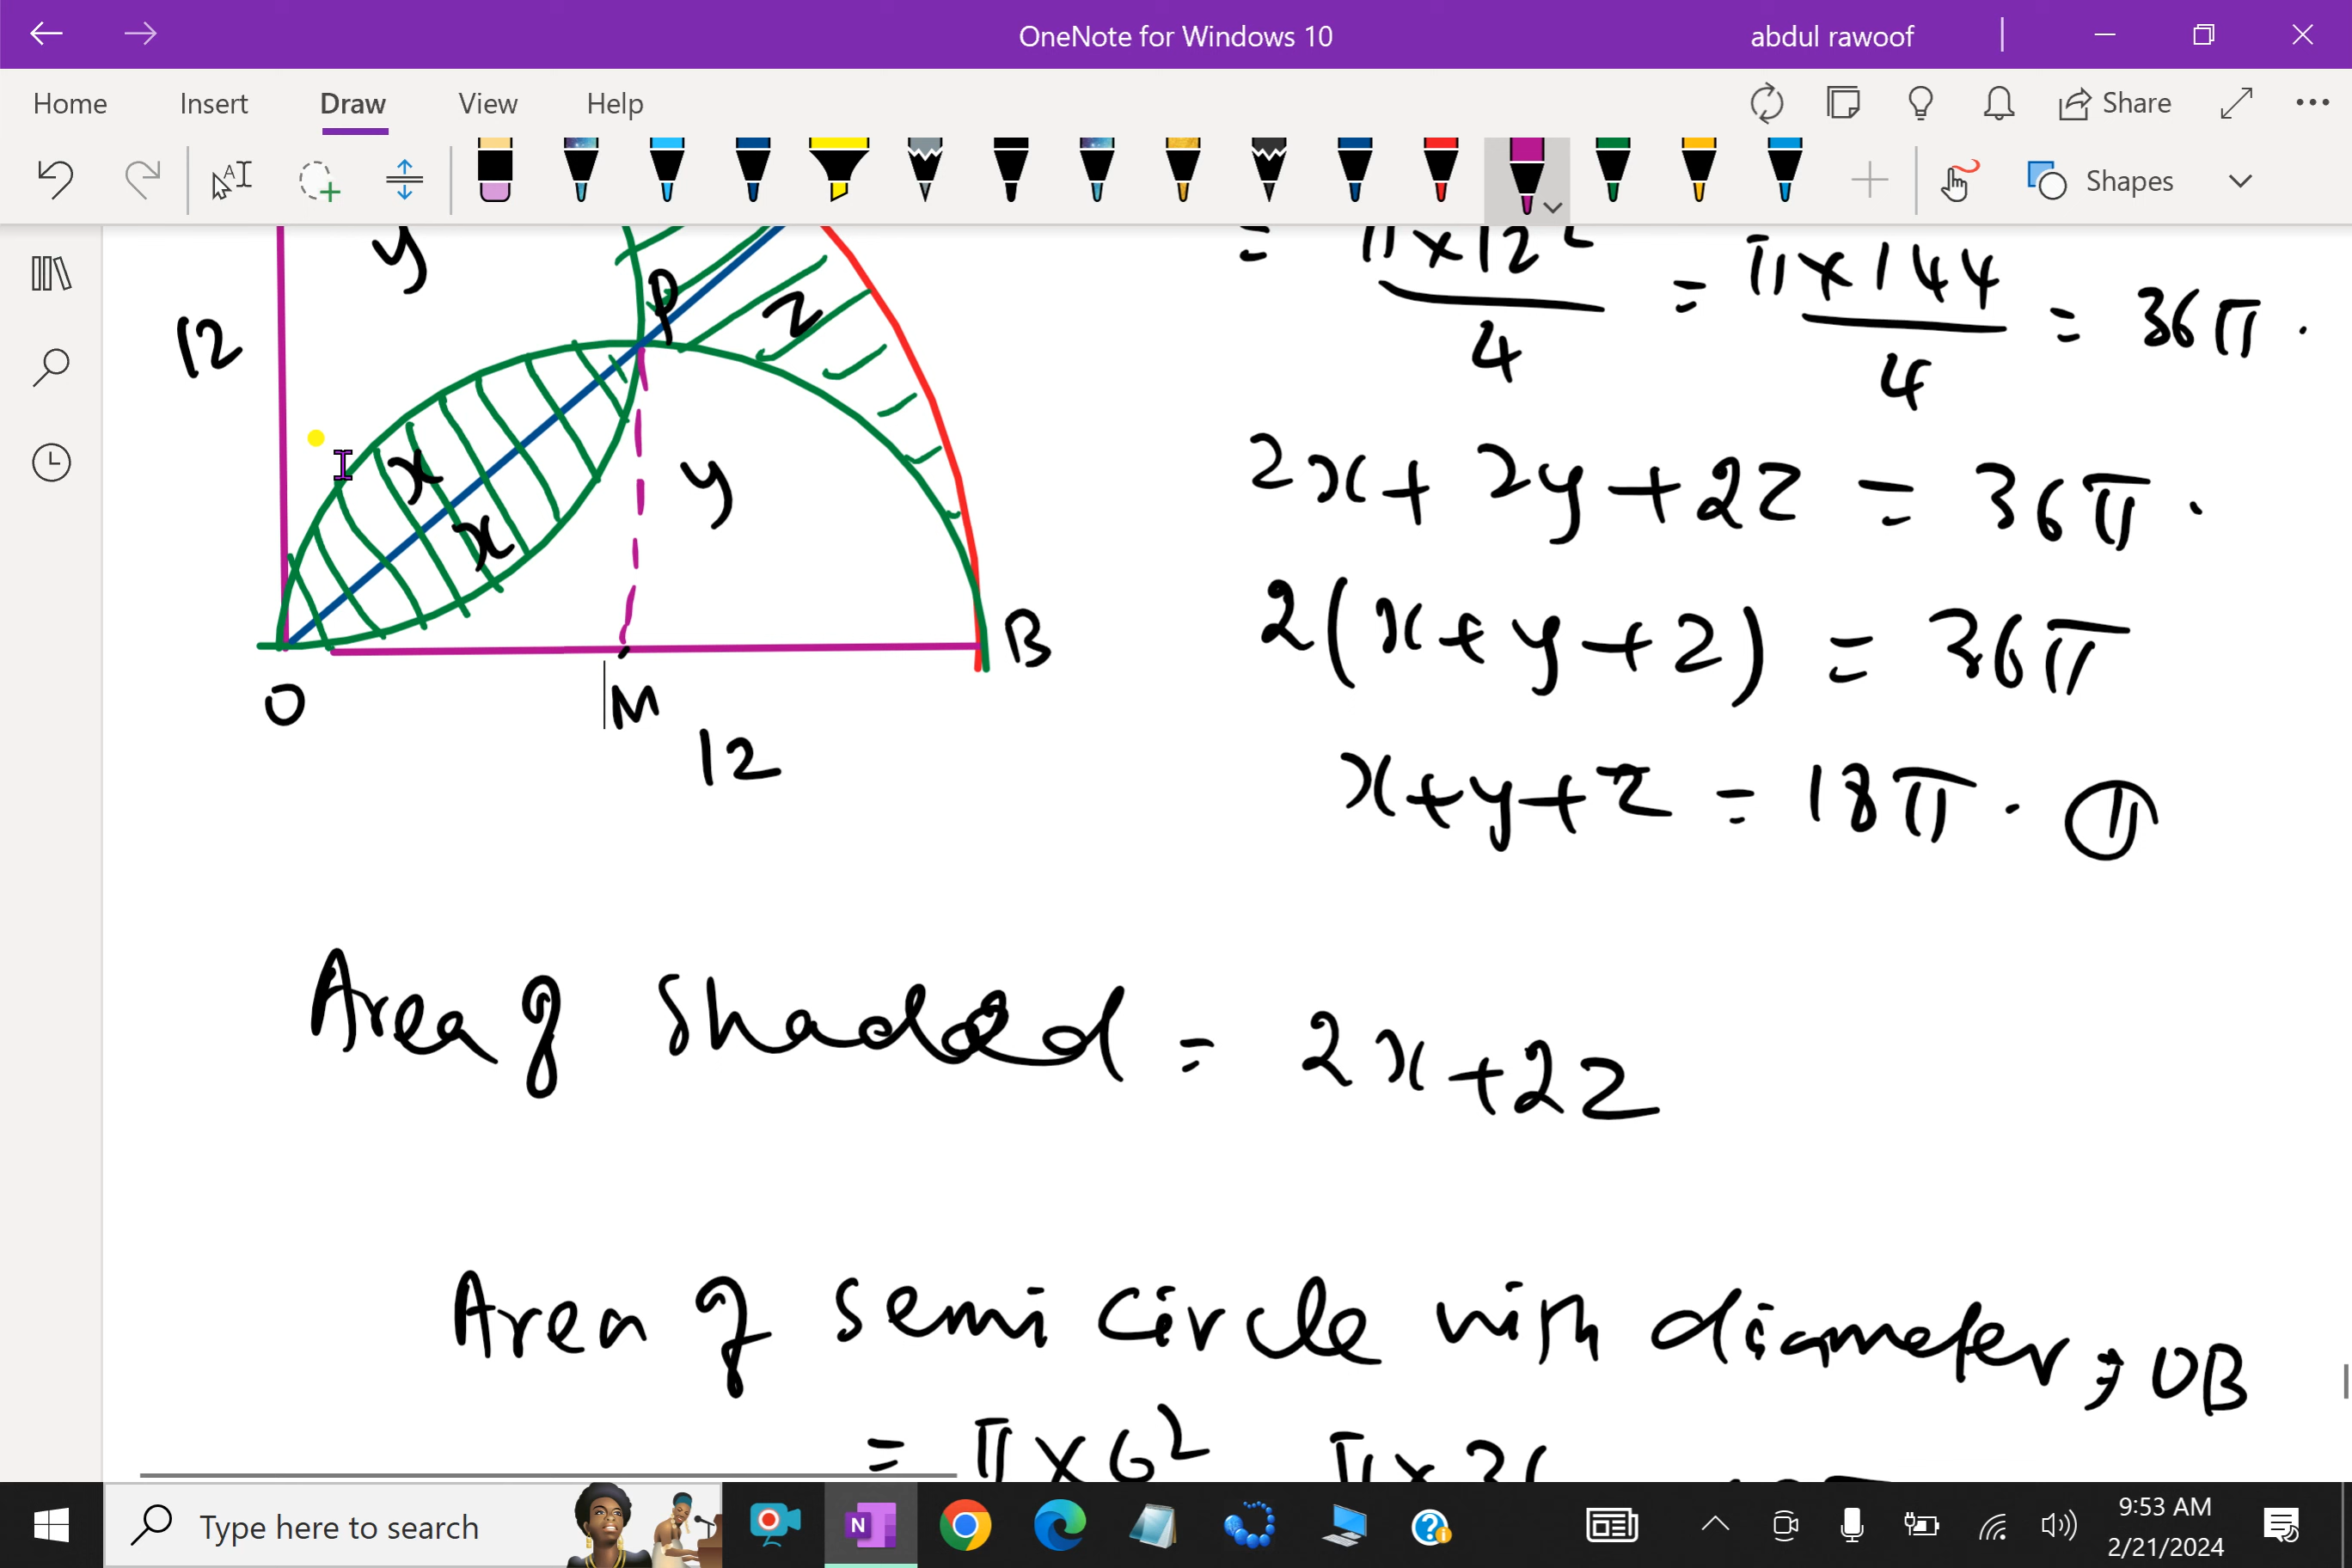 OneNote for Windows 10
abdul rawoof
Home Insert Draw View Help
Share
Shapes
y
P
z
12
x
x
y
O
M
B
12
= π×12² / 4 = π×144 / 4 = 36π.
2x + 2y + 2z = 36π.
2(x+y+z) = 36π
x+y+z = 18π. ①
Area of Shaded = 2x+2z
Area of semi circle with diameter, OB
= π×6²
Type here to search
9:53 AM
2/21/2024